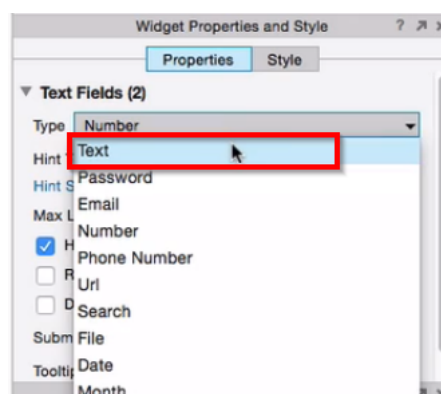 Widget Properties and Style ?
Properties Style
Text Fields (2)
Type Number
Text
Hint
Password
Hint S
Email
Max L
Number
H
Phone Number
R
Url
D
Search
Subm File
Date
Tooltip
Month